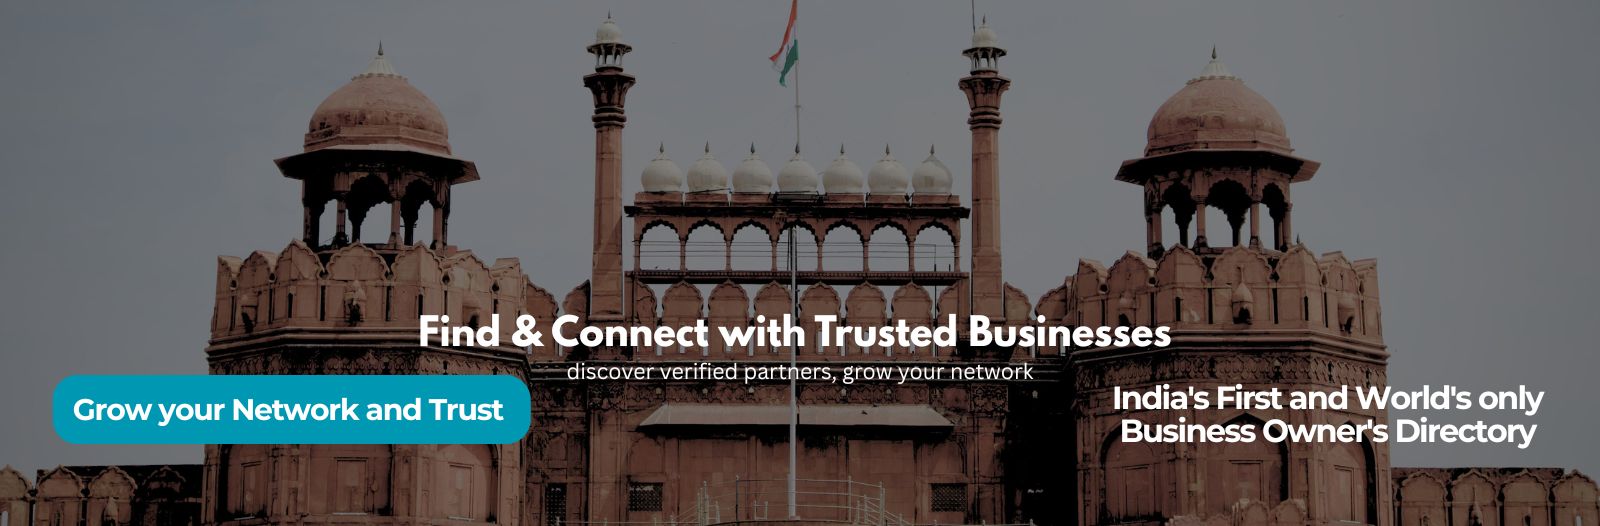 Find & Connect with Trusted Businesses
discover verified partners, grow your network
Grow your Network and Trust
India's First and World's only
Business Owner's Directory